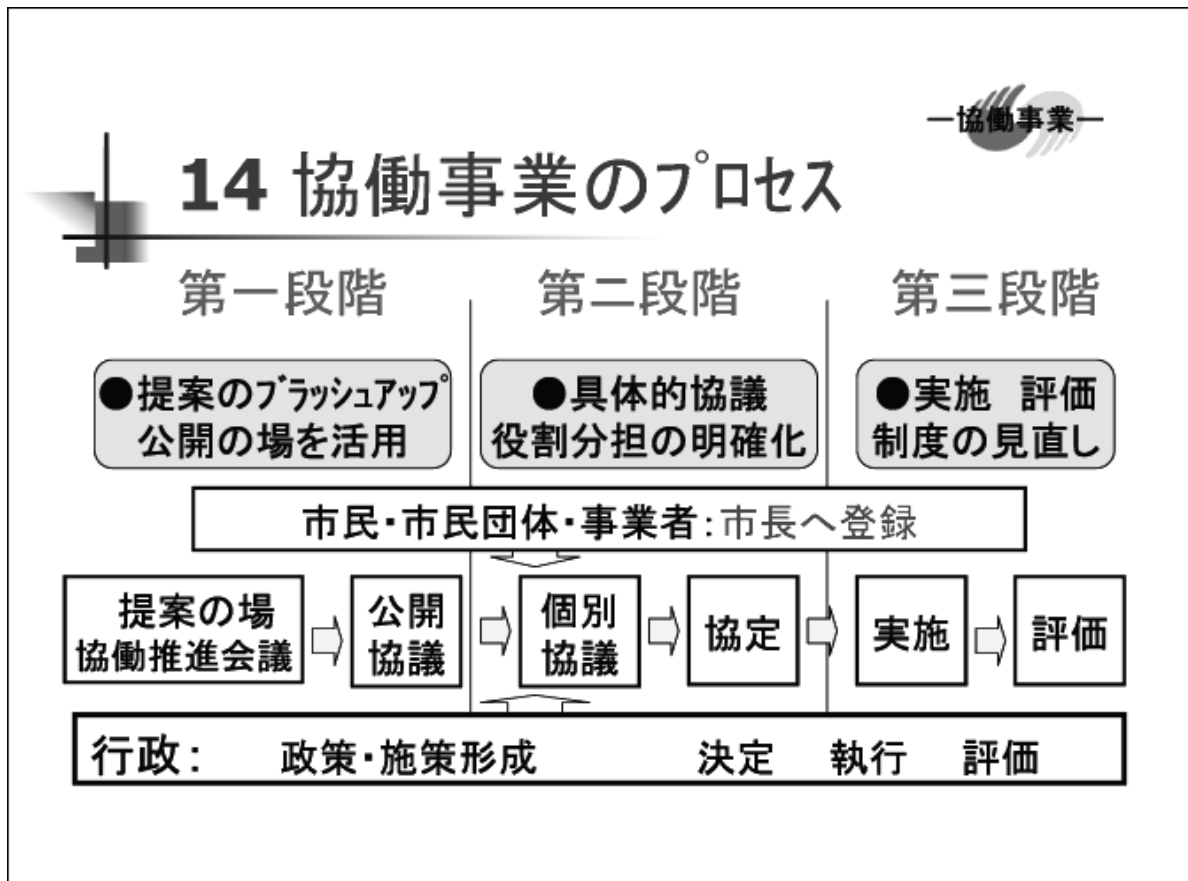 ー協働事業ー
14 協働事業のﾌﾟﾛｾｽ
第一段階
第二段階
第三段階
●提案のﾌﾞﾗｯｼｭｱｯﾌﾟ
公開の場を活用
●具体的協議
役割分担の明確化
●実施 評価
制度の見直し
市民・市民団体・事業者：市長へ登録
提案の場
協働推進会議
公開
協議
個別
協議
協定
実施
評価
行政： 政策・施策形成 決定 執行 評価